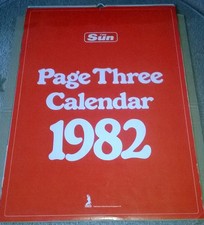 The Sun
Page Three
Calendar
1982